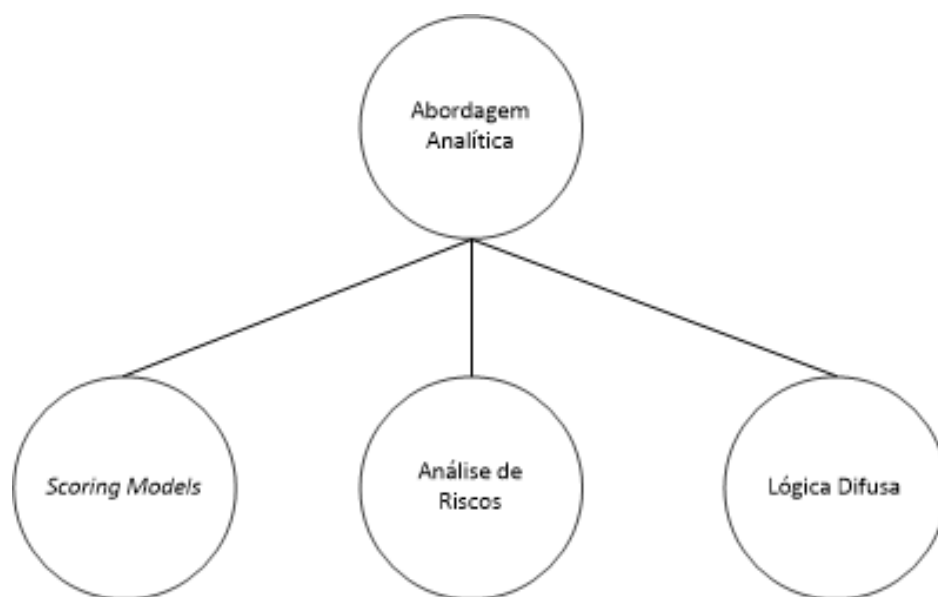 Abordagem
Analítica
Scoring Models
Análise de
Riscos
Lógica Difusa